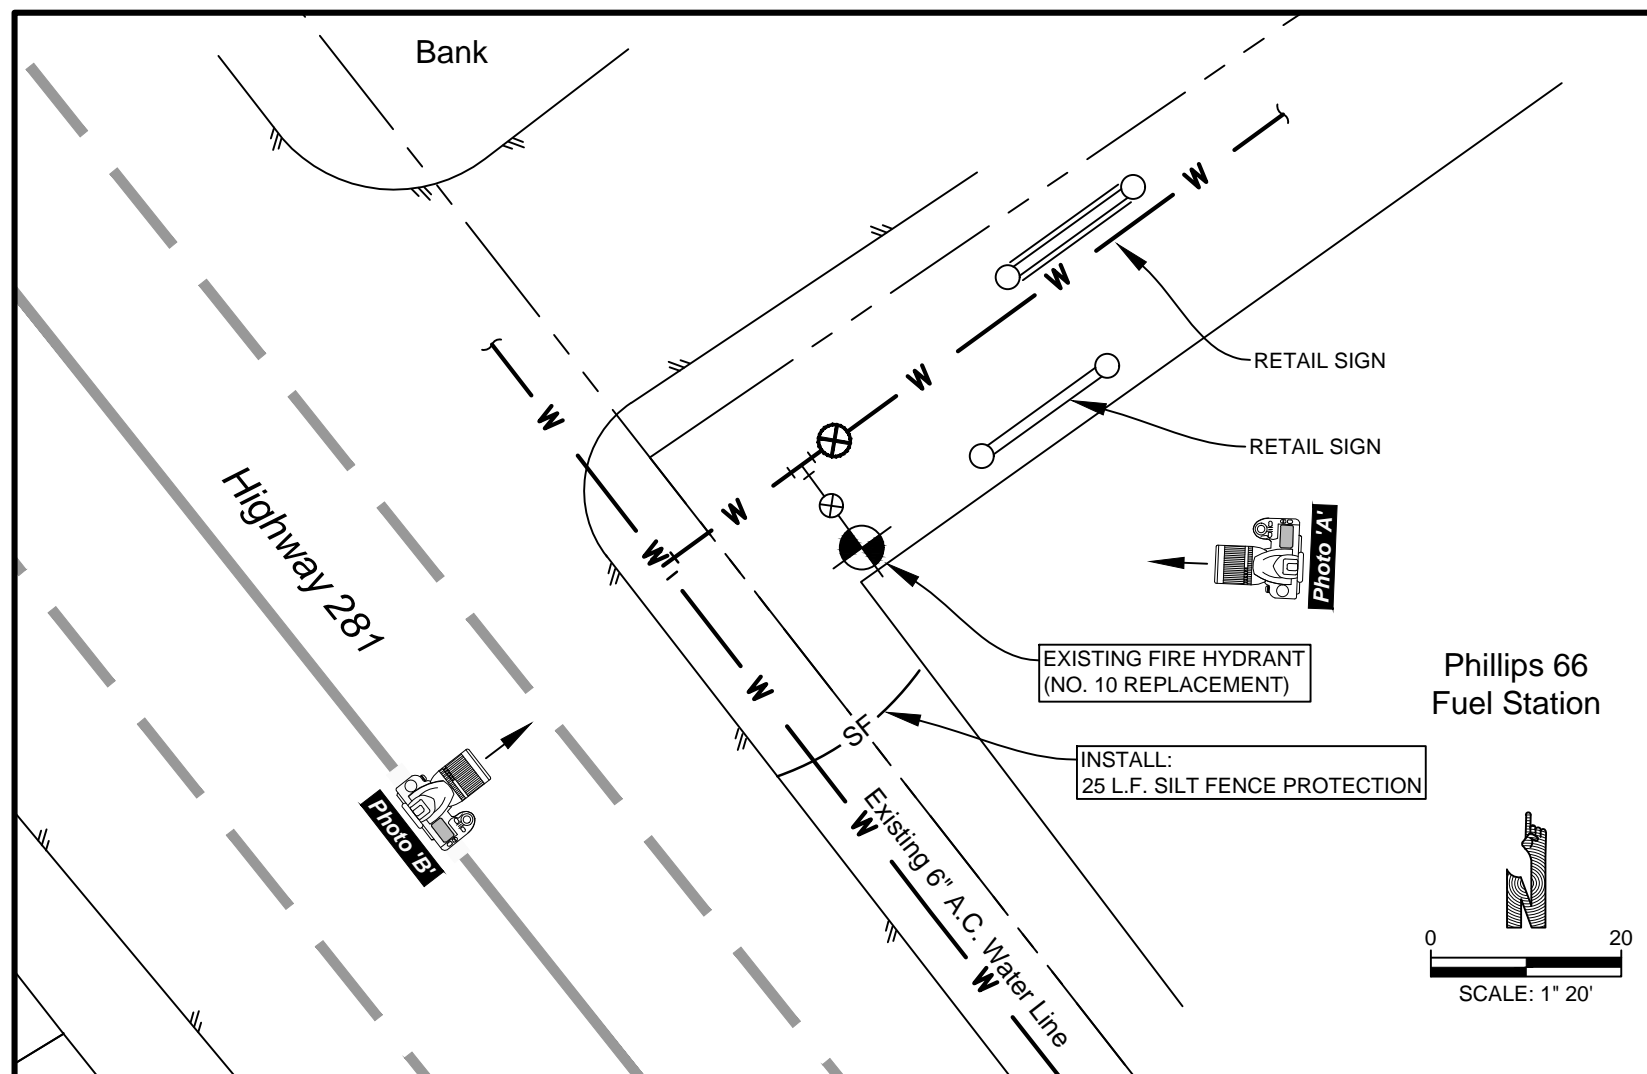 Bank
W
W
RETAIL SIGN
W
W
RETAIL SIGN
W
W
Highway 281
Photo 'A'
EXISTING FIRE HYDRANT
(NO. 10 REPLACEMENT)
Phillips 66
Fuel Station
W
SF
INSTALL:
25 L.F. SILT FENCE PROTECTION
Photo 'B'
W
Existing 6" A.C. Water Line
W
N
0 20
SCALE: 1" 20'